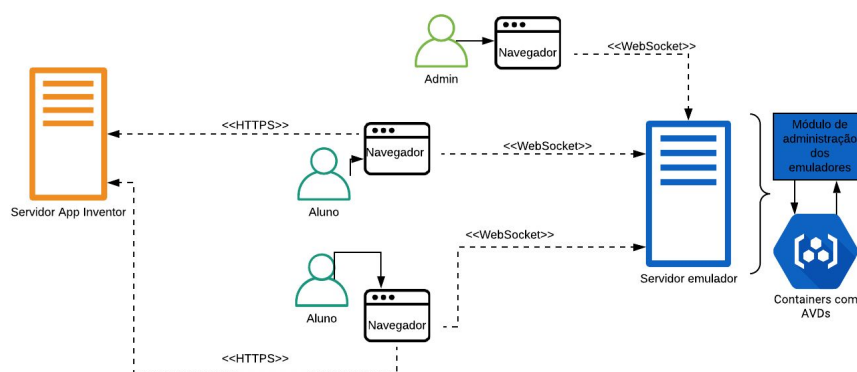 Navegador
<<WebSocket>>
Admin
<<HTTPS>>
Navegador
<<WebSocket>>
Módulo de
administração
dos
emuladores
Servidor App Inventor
Aluno
<<WebSocket>>
Servidor emulador
Containers com
AVDs
Aluno
Navegador
<<HTTPS>>